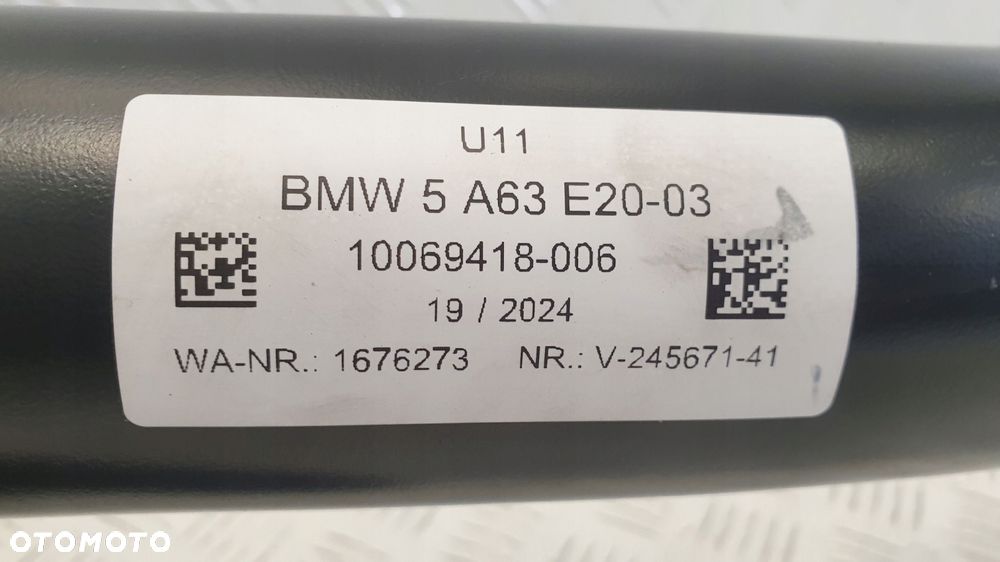 U11
BMW 5 A63 E20-03
10069418-006
19 / 2024
WA-NR.: 1676273 NR.: V-245671-41
OTOMOTO